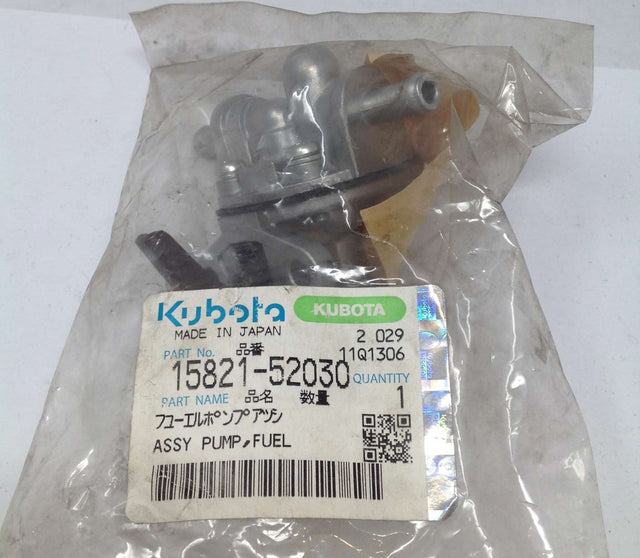 Kubota KUBOTA
MADE IN JAPAN 2 029
PART No. 品番 11Q1306
15821-52030 QUANTITY
PART NAME 品名 数量 1
フューエルポンプアッシ
ASSY PUMP,FUEL